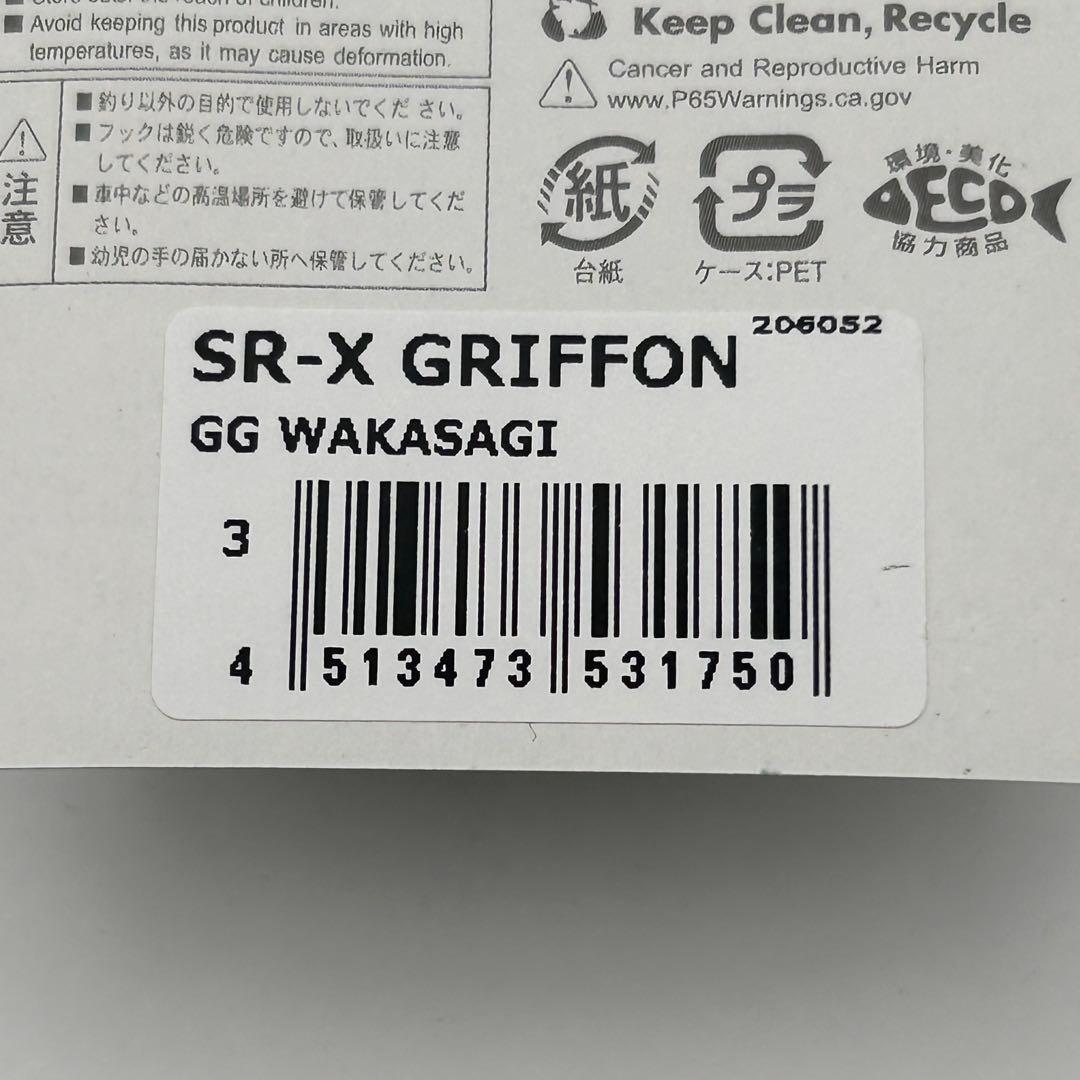 ■ Store outof the reach of children.
■ Avoid keeping this product in areas with high
temperatures, as it may cause deformation.
注意
■ 釣り以外の目的で使用しないでくだ さい。
■ フックは鋭く危険ですので、取扱いに注意
してください。
■ 車中などの高温場所を避けて保管してくだ
さい。
■ 幼児の手の届かない所へ保管してください。
Keep Clean, Recycle
Cancer and Reproductive Harm
www.P65Warnings.ca.gov
紙
台紙
プラ
ケース:PET
環境・美化
ECO
協力商品
206052
SR-X GRIFFON
GG WAKASAGI
3
4 513473 531750